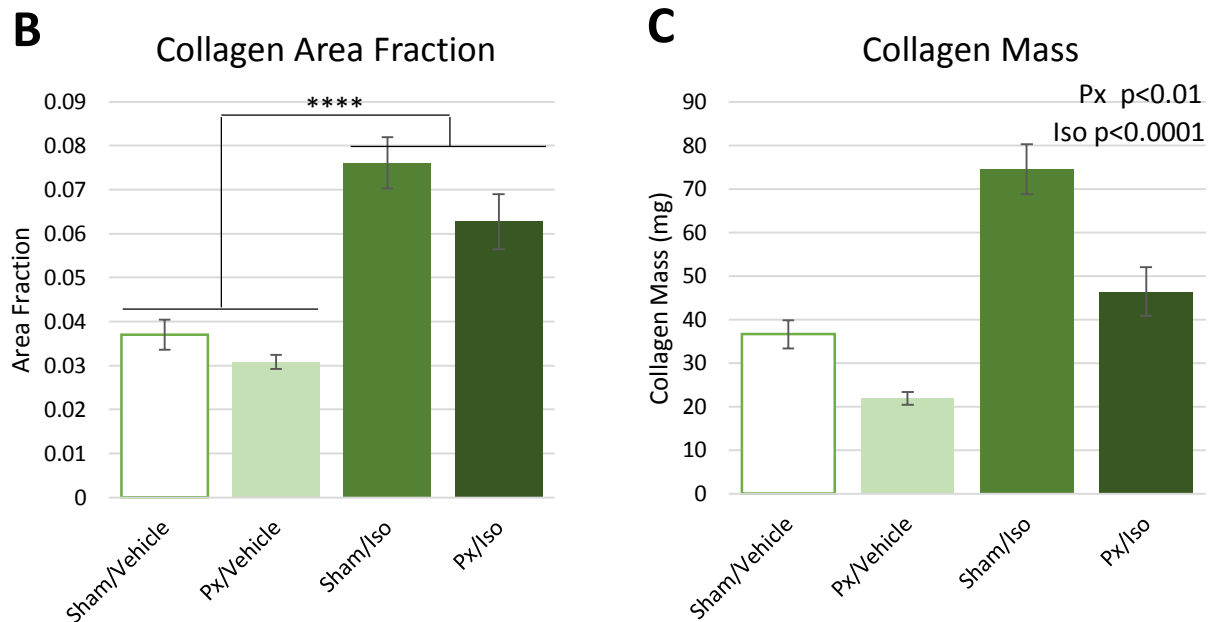 B
Collagen Area Fraction
****
0.09
0.08
0.07
0.06
0.05
0.04
0.03
0.02
0.01
0
Area Fraction
Sham/Vehicle
Px/Vehicle
Sham/Iso
Px/Iso
C
Collagen Mass
Px p<0.01
Iso p<0.0001
90
80
70
60
50
40
30
20
10
0
Collagen Mass (mg)
Sham/Vehicle
Px/Vehicle
Sham/Iso
Px/Iso